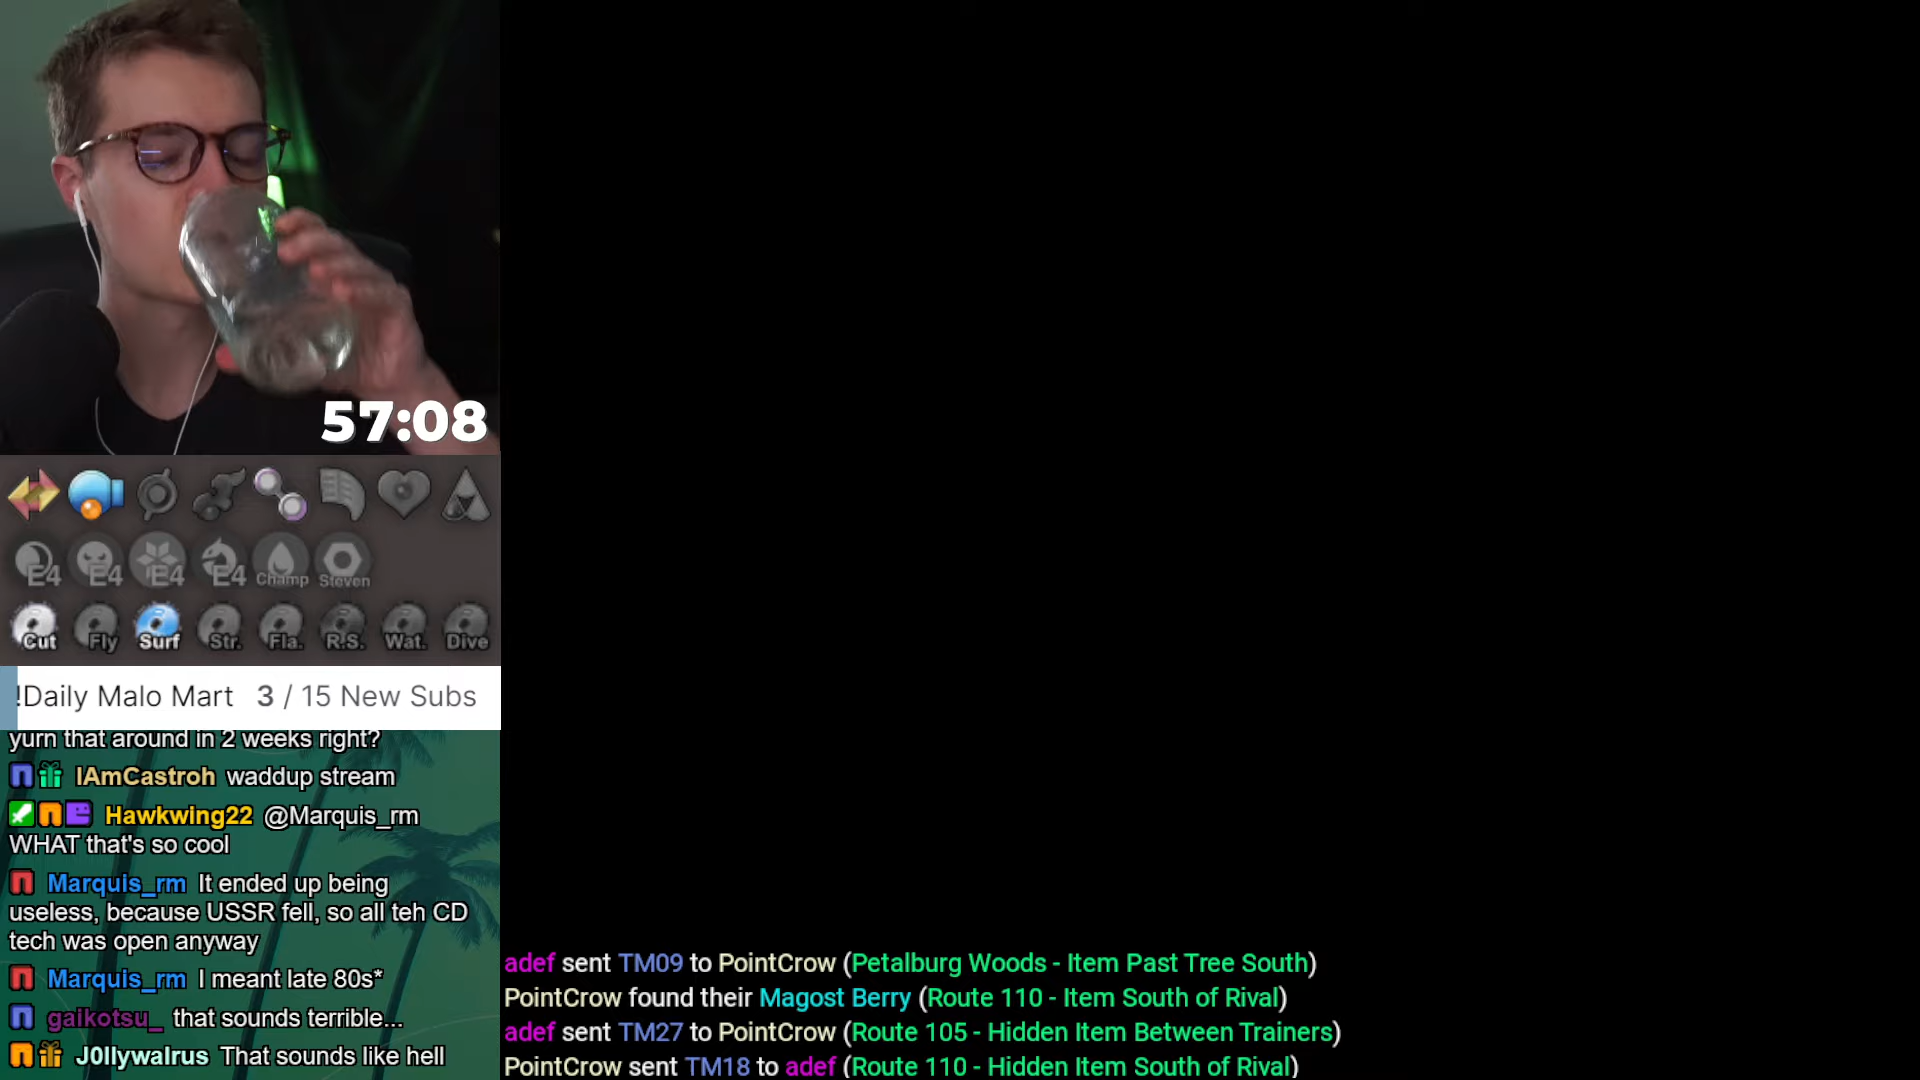 57:08
E4 E4 E4 E4 Champ Steven
Cut Fly Surf Str. Fla. R.S. Wat. Dive
!Daily Malo Mart 3 / 15 New Subs
yurn that around in 2 weeks right?
IAmCastroh waddup stream
Hawkwing22 @Marquis_rm
WHAT that's so cool
Marquis_rm It ended up being
useless, because USSR fell, so all teh CD
tech was open anyway
Marquis_rm I meant late 80s*
gaikotsu_ that sounds terrible...
J0llywalrus That sounds like hell
adef sent TM09 to PointCrow (Petalburg Woods - Item Past Tree South)
PointCrow found their Magost Berry (Route 110 - Item South of Rival)
adef sent TM27 to PointCrow (Route 105 - Hidden Item Between Trainers)
PointCrow sent TM18 to adef (Route 110 - Hidden Item South of Rival)